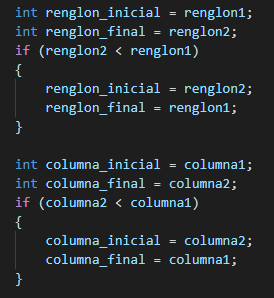 int renglon_inicial = renglon1;
int renglon_final = renglon2;
if (renglon2 < renglon1)
{
    renglon_inicial = renglon2;
    renglon_final = renglon1;
}

int columna_inicial = columna1;
int columna_final = columna2;
if (columna2 < columna1)
{
    columna_inicial = columna2;
    columna_final = columna1;
}